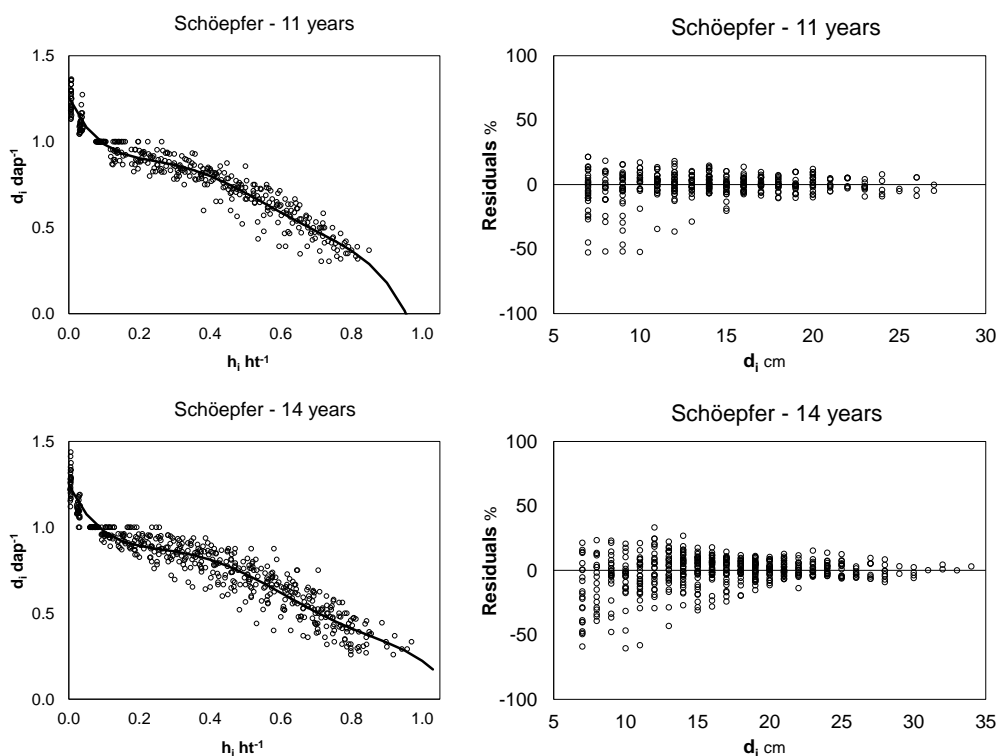 Schöepfer - 11 years
1.5
1.0
0.5
0.0
dᵢ dap⁻¹
0.0 0.2 0.4 0.6 0.8 1.0
hᵢ ht⁻¹
Schöepfer - 11 years
100
50
0
-50
-100
Residuals %
5 10 15 20 25 30
dᵢ cm
Schöepfer - 14 years
1.5
1.0
0.5
0.0
dᵢ dap⁻¹
0.0 0.2 0.4 0.6 0.8 1.0
hᵢ ht⁻¹
Schöepfer - 14 years
100
50
0
-50
-100
Residuals %
5 10 15 20 25 30 35
dᵢ cm